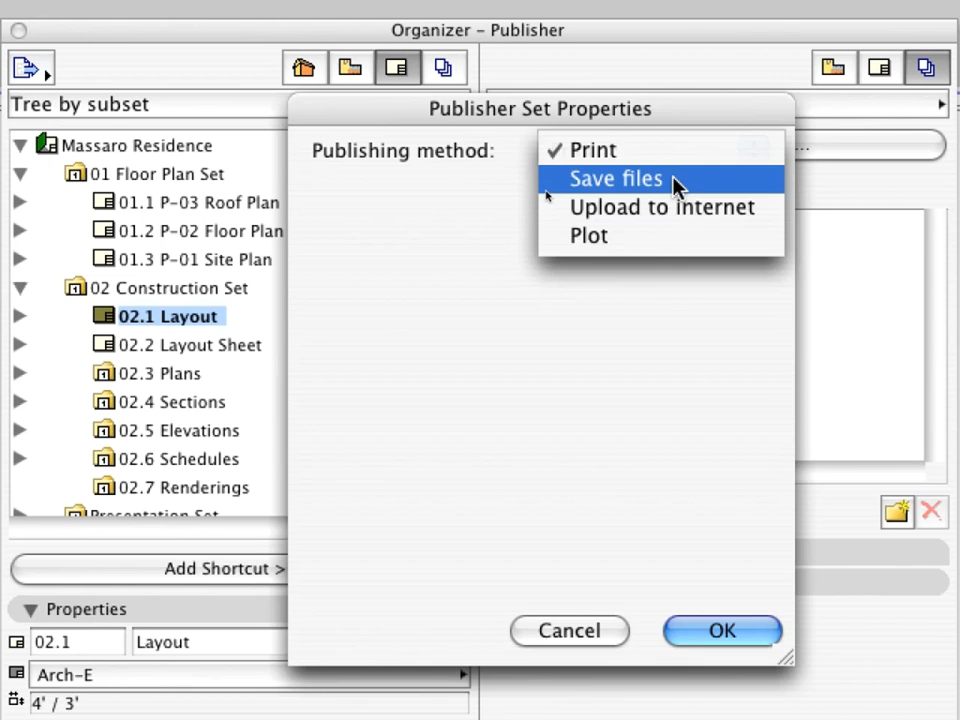 Organizer - Publisher
Tree by subset
Publisher Set Properties
Massaro Residence
Publishing method:
Print
...
01 Floor Plan Set
Save files
01.1 P-03 Roof Plan
Upload to Internet
01.2 P-02 Floor Plan
Plot
01.3 P-01 Site Plan
02 Construction Set
02.1 Layout
02.2 Layout Sheet
02.3 Plans
02.4 Sections
02.5 Elevations
02.6 Schedules
02.7 Renderings
Presentation Set
Add Shortcut >
Properties
Cancel
OK
02.1
Layout
Arch-E
4' / 3'